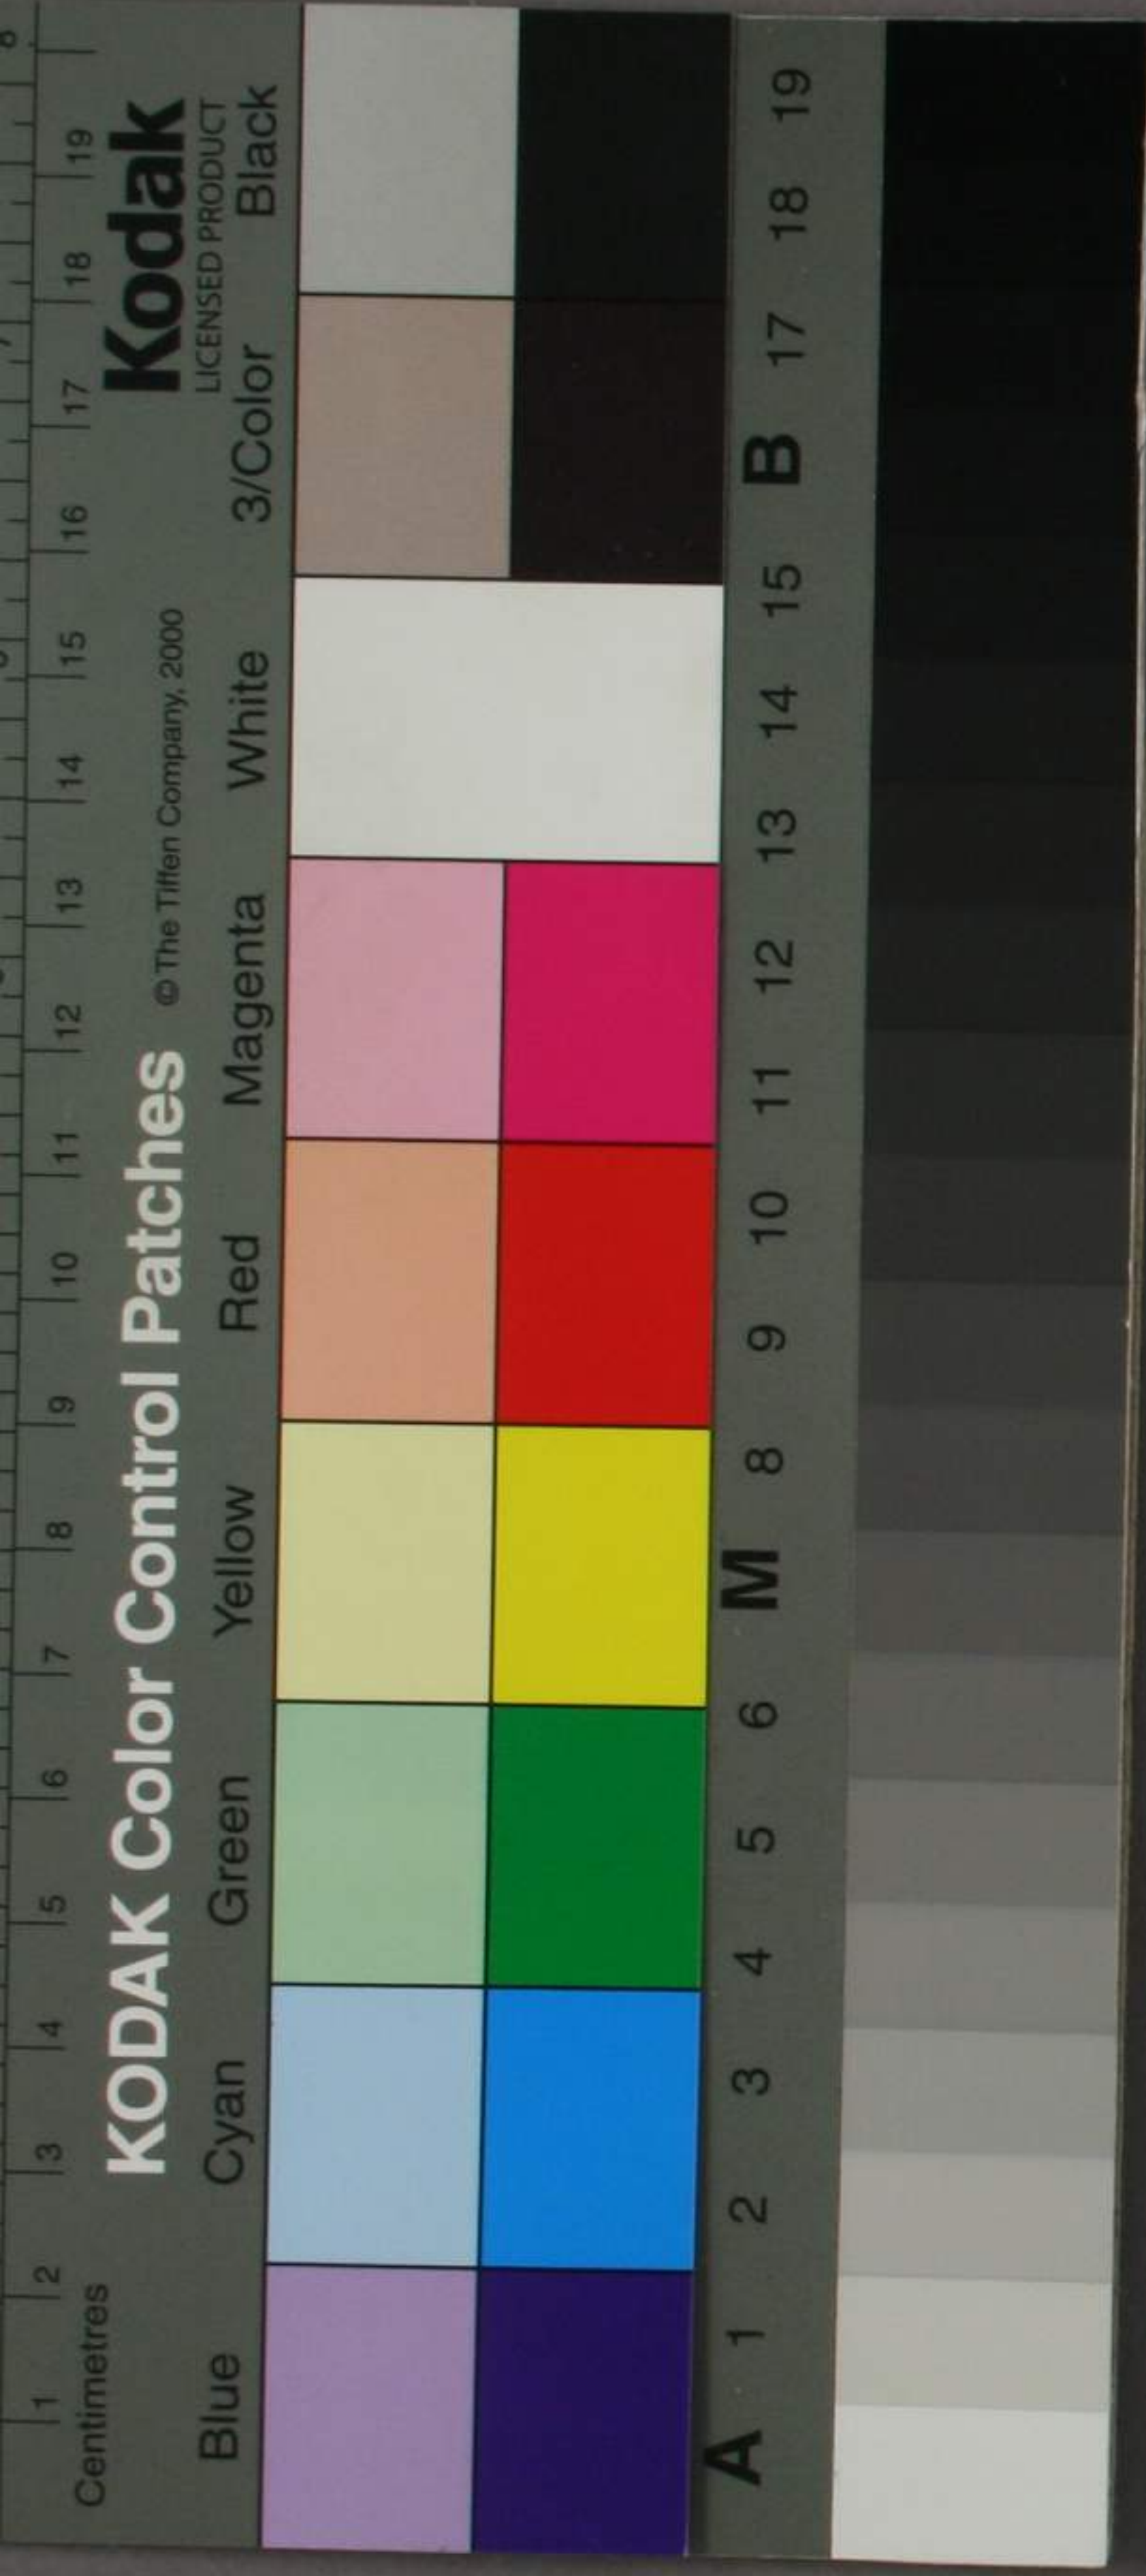 8
1 2 3 4 5 6 7 8 9 10 11 12 13 14 15 16 17 18 19
Centimetres
KODAK Color Control Patches © The Tiffen Company, 2000 Kodak
LICENSED PRODUCT
Blue Cyan Green Yellow Red Magenta White 3/Color Black
A 1 2 3 4 5 6 M 8 9 10 11 12 13 14 15 B 17 18 19